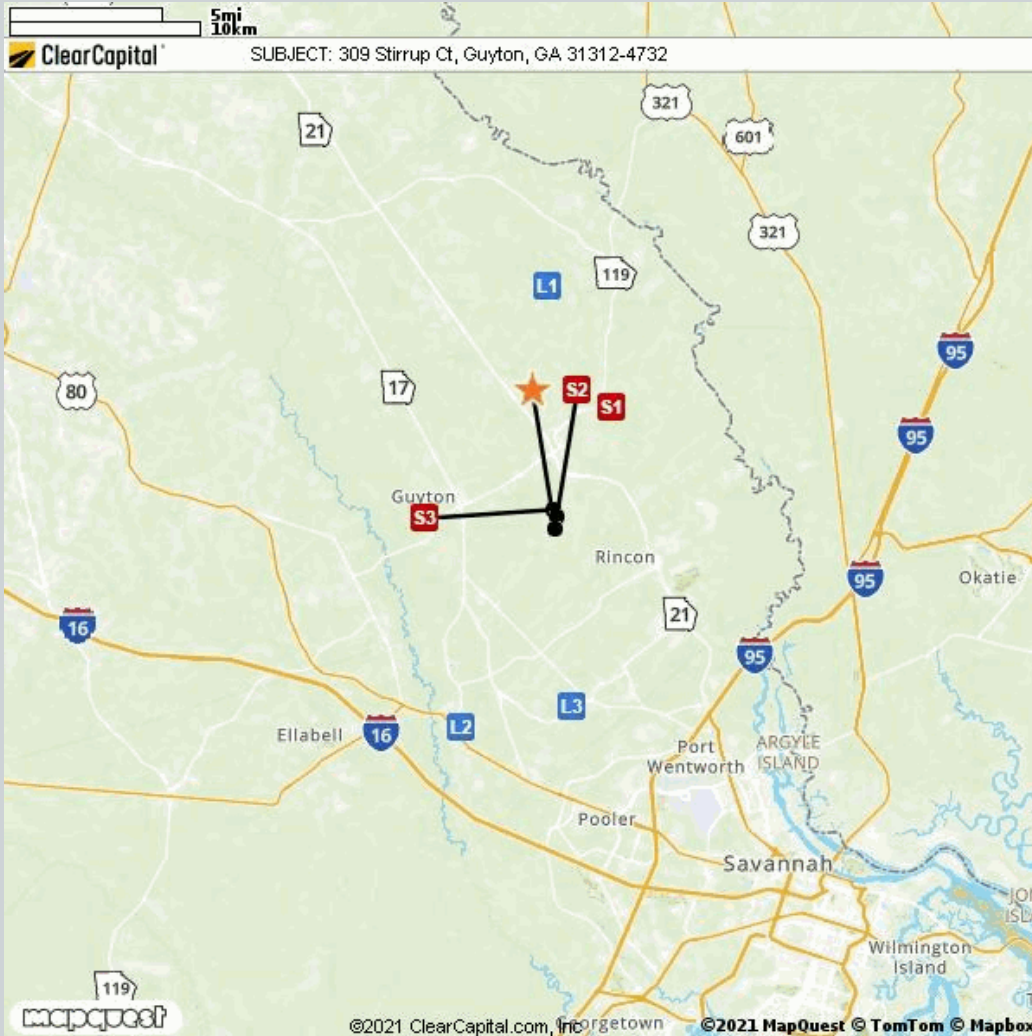 5mi
10km
ClearCapital
SUBJECT: 309 Stirrup Ct, Guyton, GA 31312-4732
321
21
601
321
119
L1
95
80
17
S2
S1
95
Guyton
S3
Rincon
95
Okatie
21
16
95
L3
L2
Ellabell
16
ARGYLE
ISLAND
Port
Wentworth
Pooler
Savannah
Wilmington
Island
119
mapquest
©2021 ClearCapital.com, Inc
Georgetown
©2021 MapQuest © TomTom © Mapbox